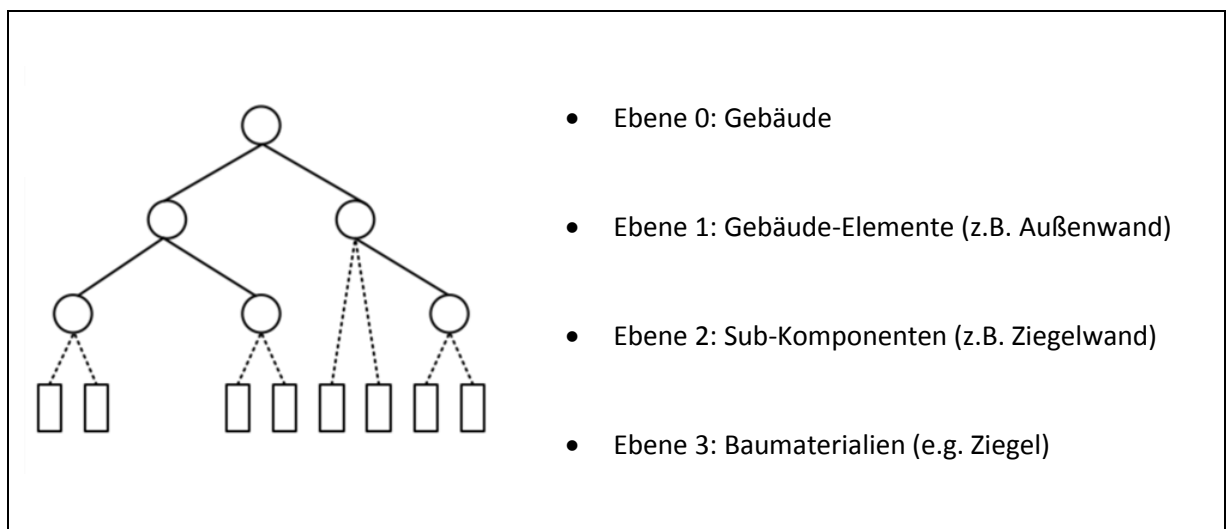 • Ebene 0: Gebäude
• Ebene 1: Gebäude-Elemente (z.B. Außenwand)
• Ebene 2: Sub-Komponenten (z.B. Ziegelwand)
• Ebene 3: Baumaterialien (e.g. Ziegel)